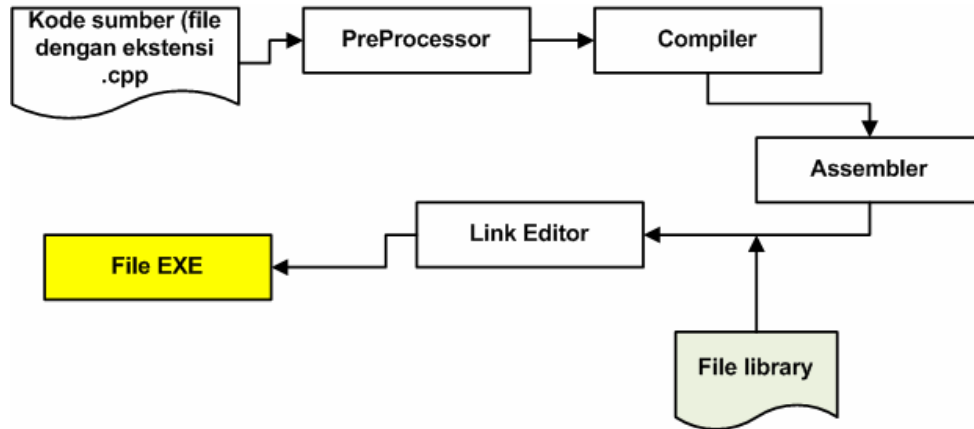 Kode sumber (file
dengan ekstensi
.cpp
PreProcessor
Compiler
Assembler
Link Editor
File EXE
File library